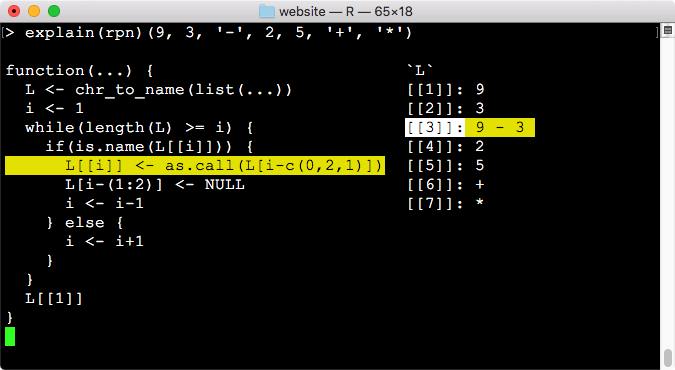 website — R — 65×18
[> explain(rpn)(9, 3, '-', 2, 5, '+', '*') ]
function(...) {
  L <- chr_to_name(list(...))
  i <- 1
  while(length(L) >= i) {
    if(is.name(L[[i]])) {
      L[[i]] <- as.call(L[i-c(0,2,1)])
      L[i-(1:2)] <- NULL
      i <- i-1
    } else {
      i <- i+1
    }
  }
  L[[1]]
}
`L`
[[1]]: 9
[[2]]: 3
[[3]]: 9 - 3
[[4]]: 2
[[5]]: 5
[[6]]: +
[[7]]: *